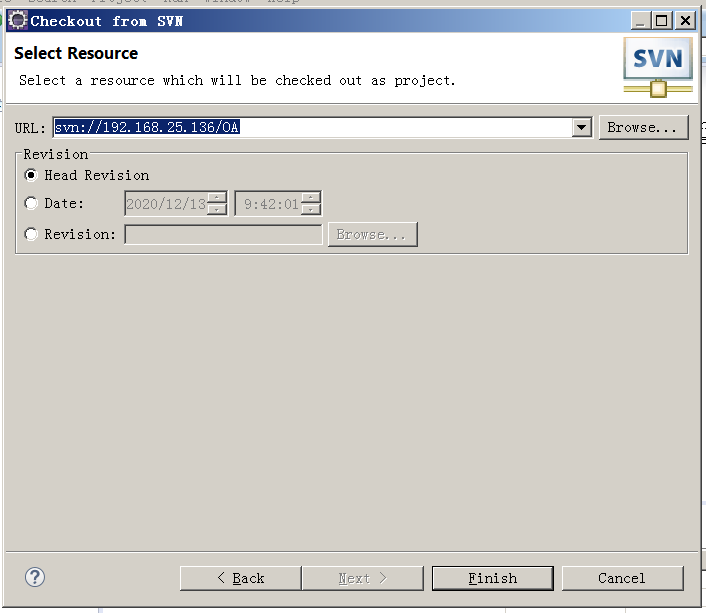 Checkout from SVN
Select Resource
Select a resource which will be checked out as project.
SVN
URL: svn://192.168.25.136/OA Browse...
Revision
Head Revision
Date: 2020/12/13 9:42:01
Revision: Browse...
? < Back Next > Finish Cancel